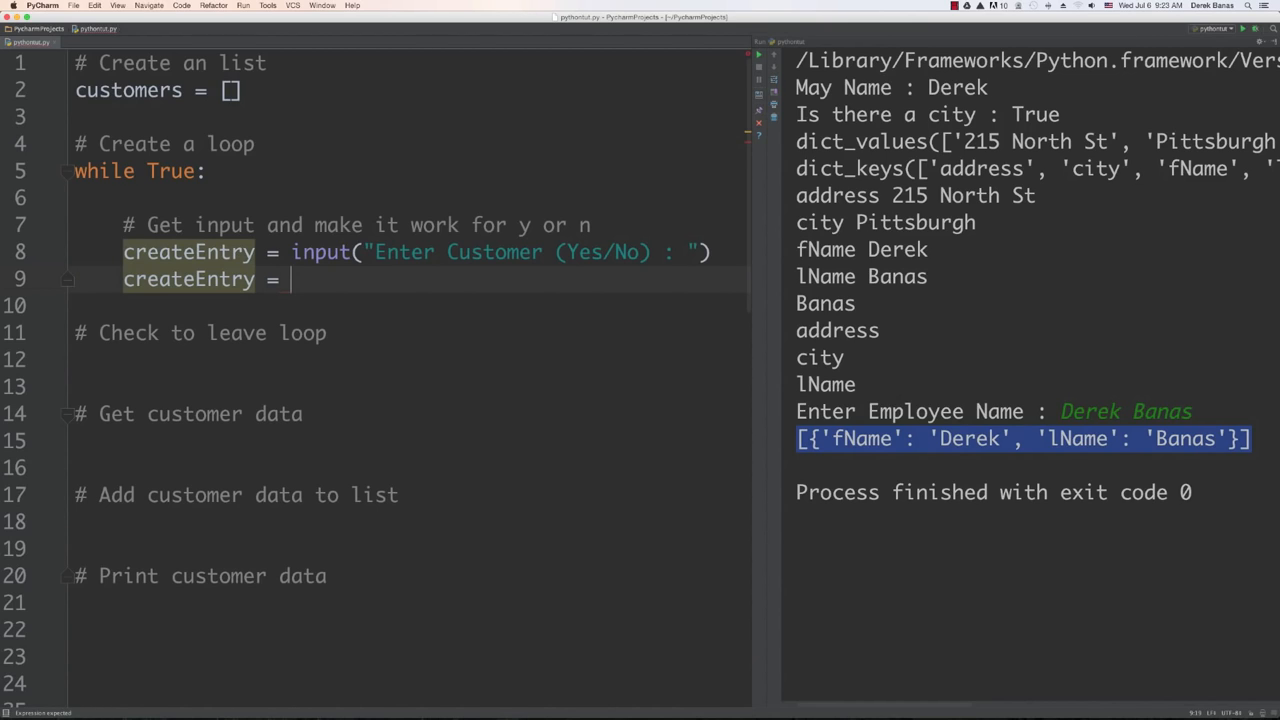 PyCharm File Edit View Navigate Code Refactor Run Tools VCS Window Help Wed Jul 6 9:23 AM Derek Banas
pythontut.py - PycharmProjects - [~/PycharmProjects]
PycharmProjects pythontut.py pythontut
pythontut.py
Run pythontut
1 # Create an list
2 customers = []
3
4 # Create a loop
5 while True:
6
7 # Get input and make it work for y or n
8 createEntry = input("Enter Customer (Yes/No) : ")
9 createEntry =
10
11 # Check to leave loop
12
13
14 # Get customer data
15
16
17 # Add customer data to list
18
19
20 # Print customer data
21
22
23
24
25
/Library/Frameworks/Python.framework/Vers
May Name : Derek
Is there a city : True
dict_values(['215 North St', 'Pittsburgh
dict_keys(['address', 'city', 'fName', 'l
address 215 North St
city Pittsburgh
fName Derek
lName Banas
Banas
address
city
lName
Enter Employee Name : Derek Banas
[{'fName': 'Derek', 'lName': 'Banas'}]
Process finished with exit code 0
Expression expected
LF UTF-8